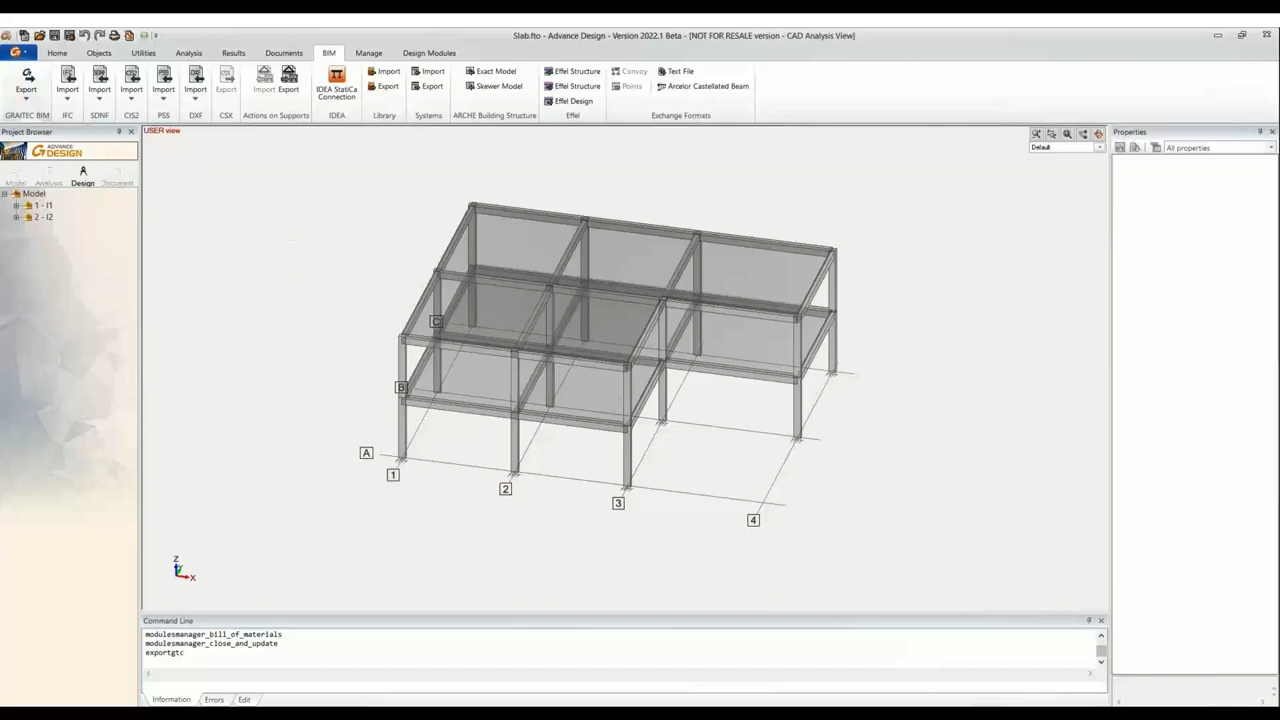 Slab.fto - Advance Design - Version 2022.1 Beta - [NOT FOR RESALE version - CAD Analysis View]
Home Objects Utilities Analysis Results Documents BIM Manage Design Modules
Export Import Import Import Import Import Export Import Export IDEA StatiCa Connection
Import Export
Import Export
Exact Model
Skewer Model
Effel Structure
Effel Structure
Effel Design
Convoy
Points
Text File
Arcelor Castellated Beam
GRAITEC BIM IFC SDNF CIS2 PSS DXF CSX Actions on Supports IDEA Library Systems ARCHE Building Structure Effel Exchange Formats
Project Browser
ADVANCE DESIGN
Model Analysis Design Document
Model
1 - I1
2 - I2
USER view
Default
Properties
All properties
C
B
A
1
2
3
4
Z
Y
X
Command Line
modulesmanager_bill_of_materials
modulesmanager_close_and_update
exportgtc
Information Errors Edit